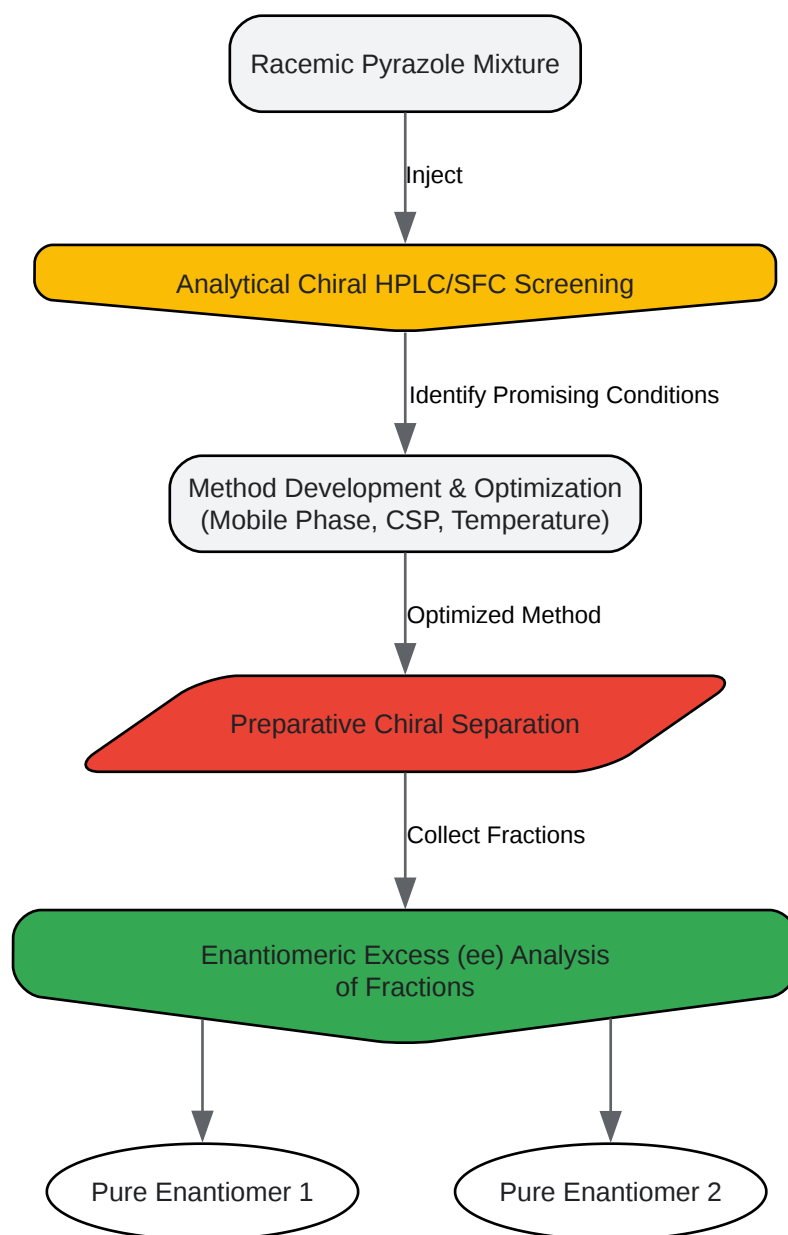 Racemic Pyrazole Mixture
Inject
Analytical Chiral HPLC/SFC Screening
Identify Promising Conditions
Method Development & Optimization
(Mobile Phase, CSP, Temperature)
Optimized Method
Preparative Chiral Separation
Collect Fractions
Enantiomeric Excess (ee) Analysis
of Fractions
Pure Enantiomer 1
Pure Enantiomer 2